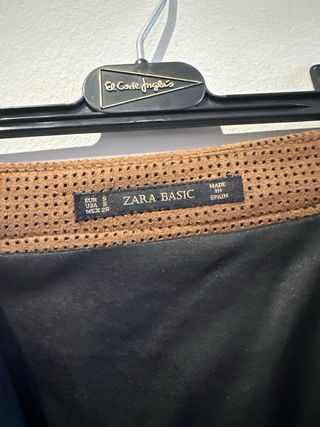 El Corte Inglés
EUR S
USA S
MEX 26
ZARA BASIC
MADE
IN
SPAIN